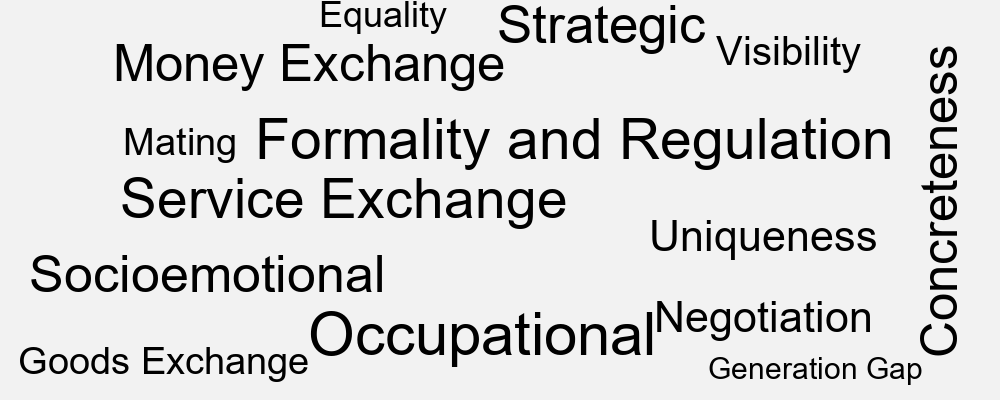 Equality
Strategic
Money Exchange
Visibility
Mating
Formality and Regulation
Concreteness
Service Exchange
Uniqueness
Socioemotional
Negotiation
Occupational
Goods Exchange
Generation Gap